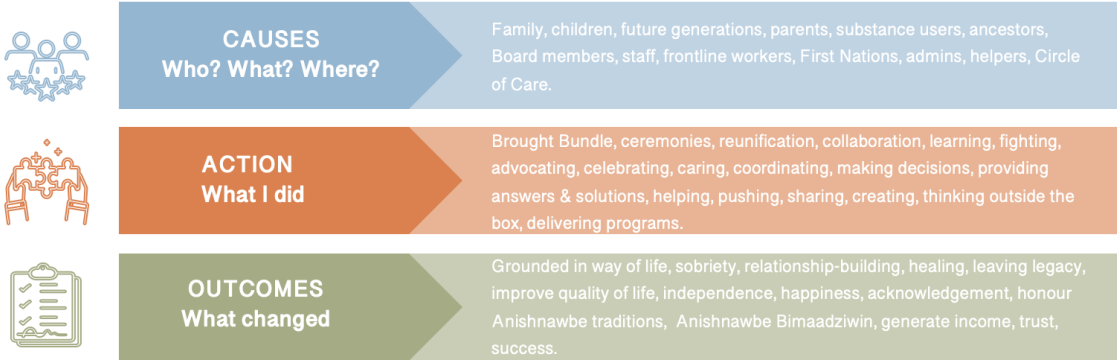 CAUSES
Who? What? Where?
Family, children, future generations, parents, substance users, ancestors,
Board members, staff, frontline workers, First Nations, admins, helpers, Circle
of Care.
ACTION
What I did
Brought Bundle, ceremonies, reunification, collaboration, learning, fighting,
advocating, celebrating, caring, coordinating, making decisions, providing
answers & solutions, helping, pushing, sharing, creating, thinking outside the
box, delivering programs.
OUTCOMES
What changed
Grounded in way of life, sobriety, relationship-building, healing, leaving legacy,
improve quality of life, independence, happiness, acknowledgement, honour
Anishnawbe traditions, Anishnawbe Bimaadziwin, generate income, trust,
success.